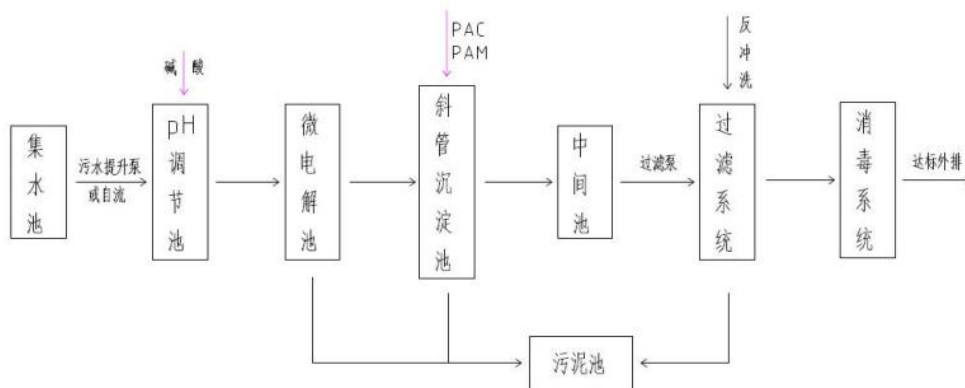 碱 酸
PAC
PAM
反冲洗
集水池
污水提升泵
或自流
pH调节池
微电解池
斜管沉淀池
中间池
过滤泵
过滤系统
消毒系统
达标外排
污泥池